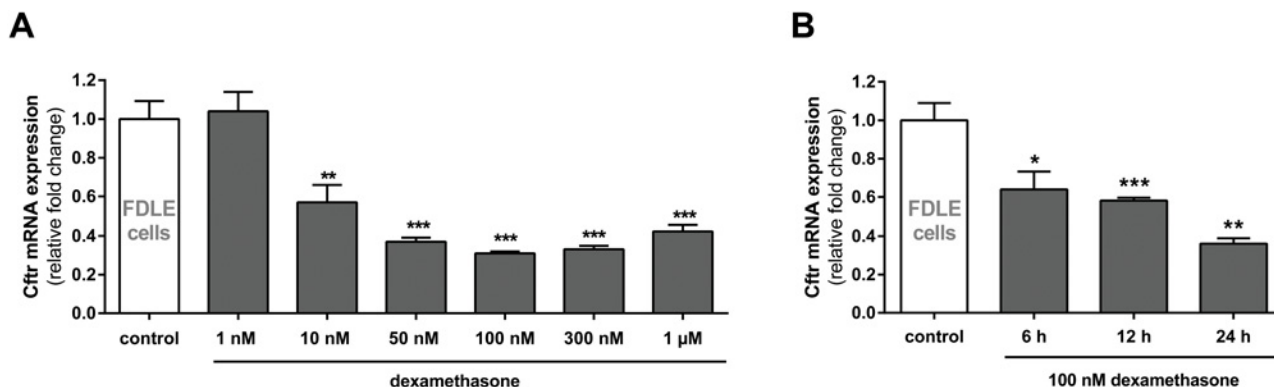 A
Cftr mRNA expression
(relative fold change)
1.2
1.0
0.8
0.6
0.4
0.2
0.0
FDLE
cells
**
***
***
***
***
control
1 nM
10 nM
50 nM
100 nM
300 nM
1 µM
dexamethasone
B
Cftr mRNA expression
(relative fold change)
1.2
1.0
0.8
0.6
0.4
0.2
0.0
FDLE
cells
*
***
**
control
6 h
12 h
24 h
100 nM dexamethasone